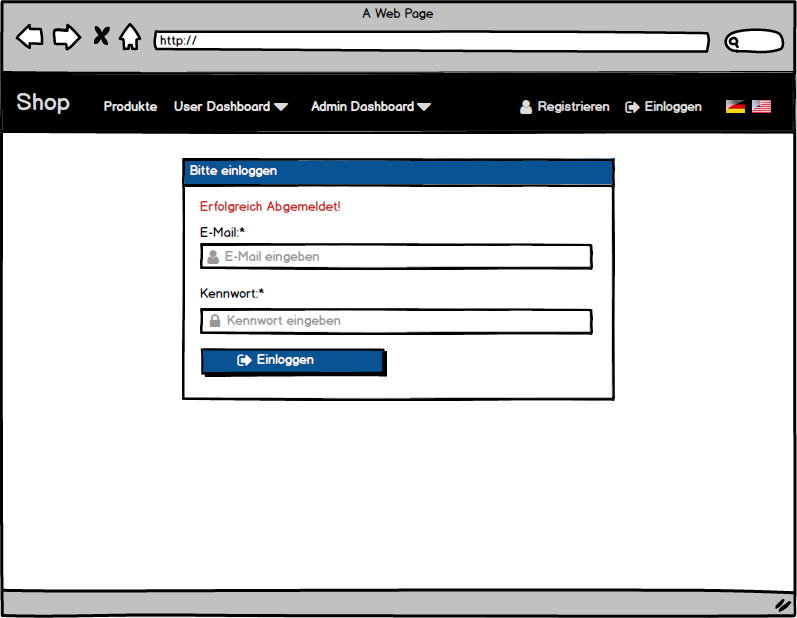 A Web Page
http://
Shop Produkte User Dashboard Admin Dashboard Registrieren Einloggen
Bitte einloggen
Erfolgreich Abgemeldet!
E-Mail:*
E-Mail eingeben
Kennwort:*
Kennwort eingeben
Einloggen